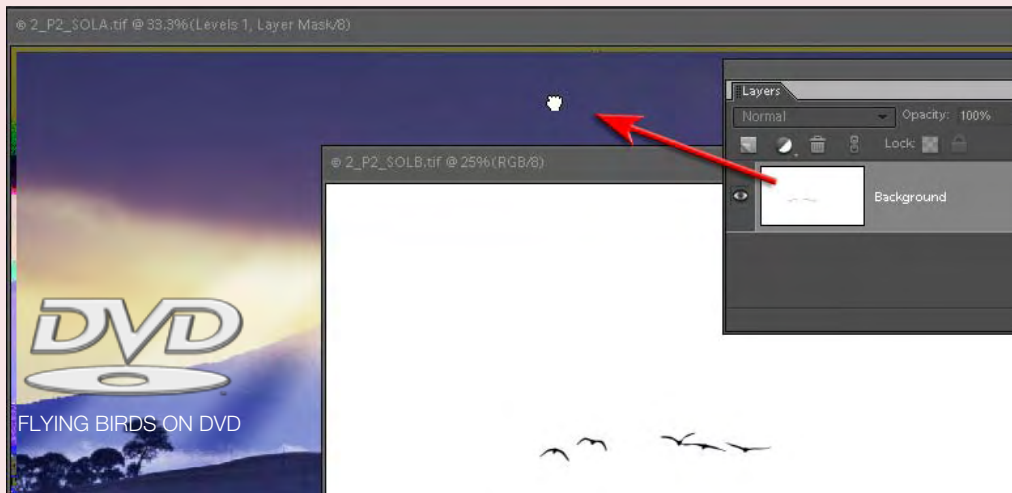 © 2_P2_SOLA.tif @ 33.3%(Levels 1, Layer Mask/8)
Layers
Normal
Opacity: 100%
Lock:
© 2_P2_SOLB.tif @ 25%(RGB/8)
Background
DVD
FLYING BIRDS ON DVD